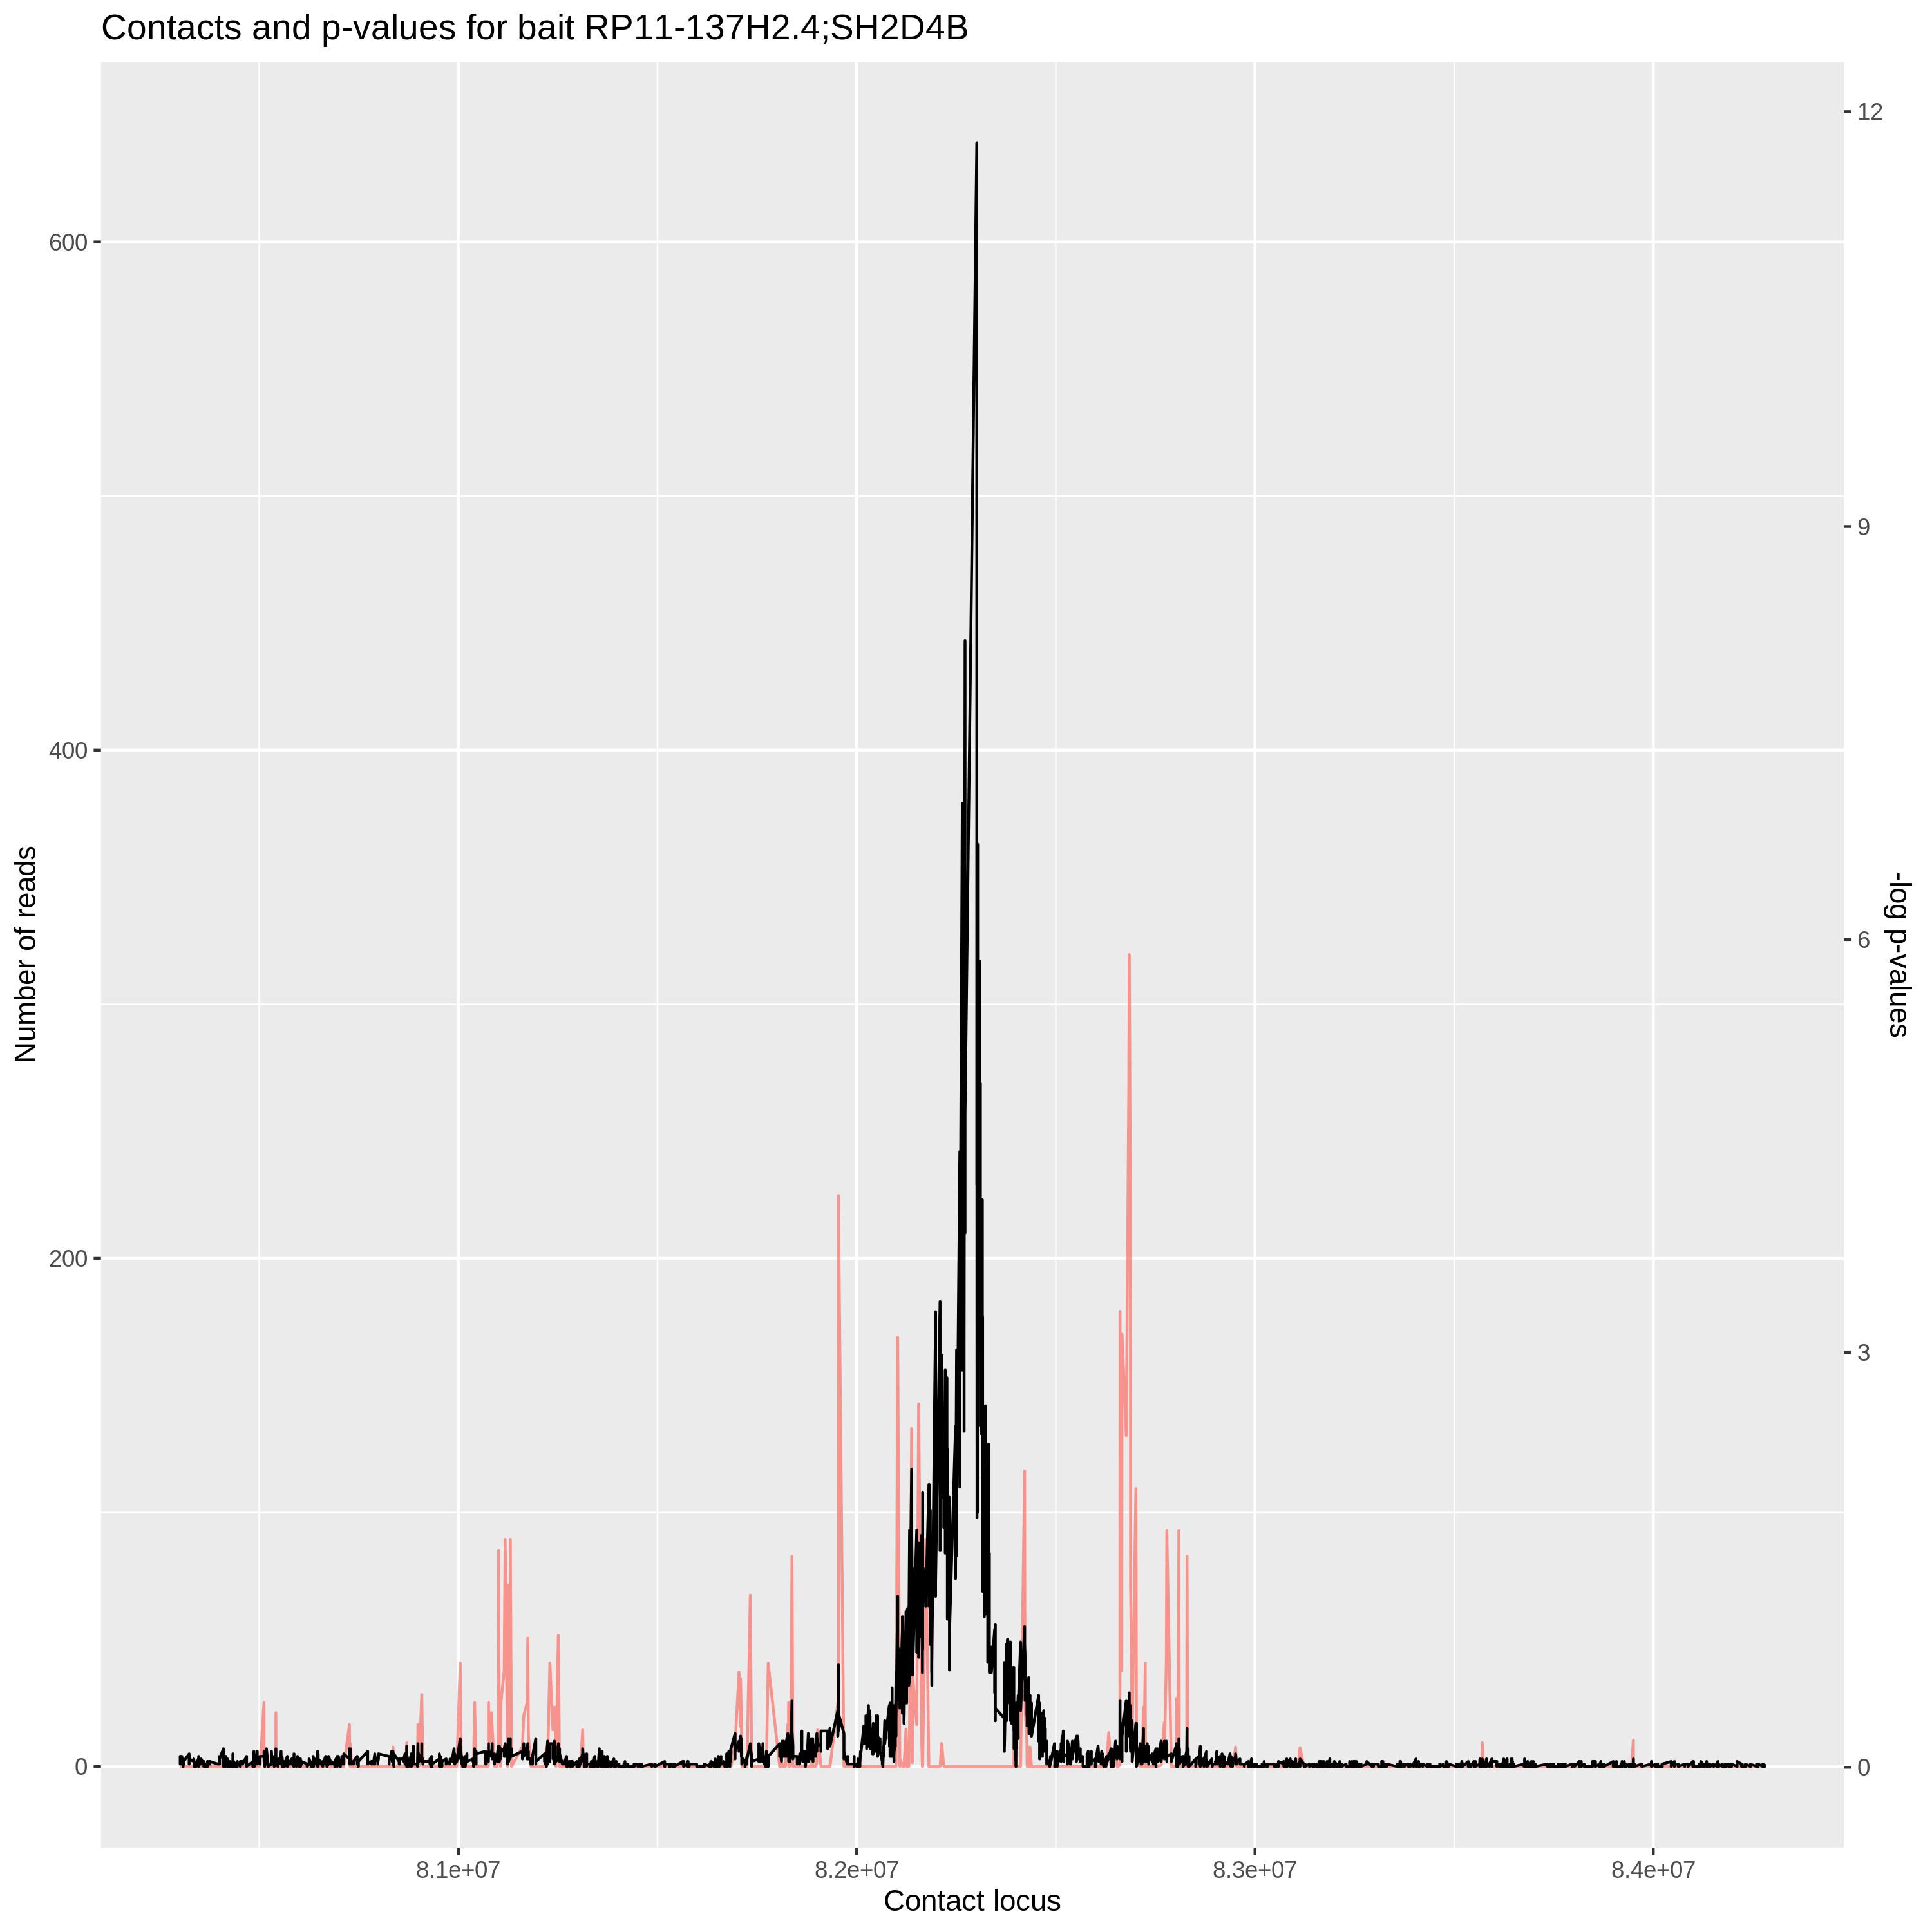 Contacts and p-values for bait RP11-137H2.4;SH2D4B
12
600
9
400
Number of reads
6
-log p-values
200
3
0
0
8.1e+07 8.2e+07 8.3e+07 8.4e+07
Contact locus